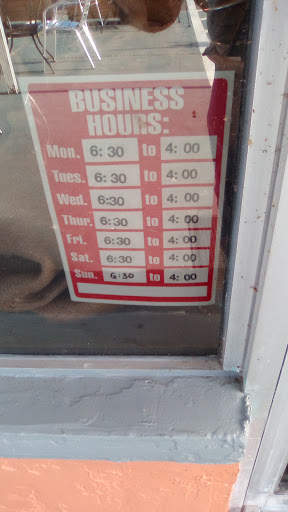 BUSINESS
HOURS:
Mon. 6:30 to 4:00
Tues. 6:30 to 4:00
Wed. 6:30 to 4:00
Thur. 6:30 to 4:00
Fri. 6:30 to 4:00
Sat. 6:30 to 4:00
Sun. 6:30 to 4:00